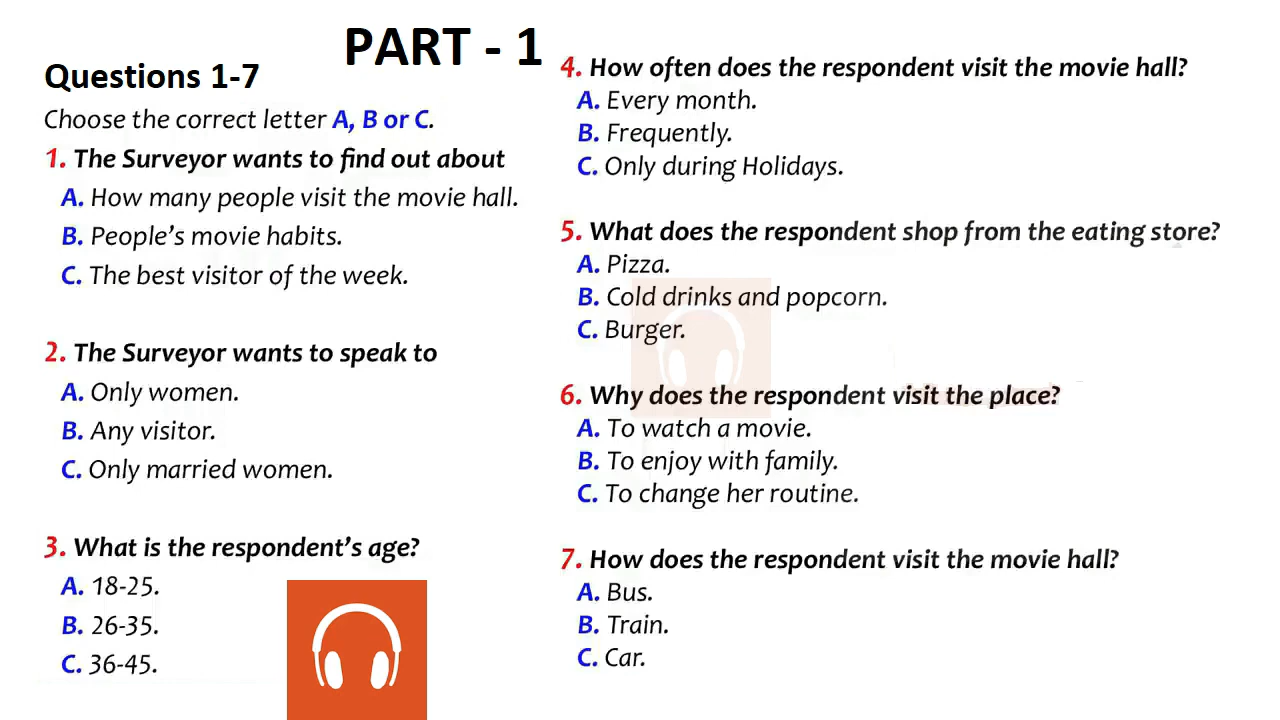 PART - 1
Questions 1-7
Choose the correct letter A, B or C.
1. The Surveyor wants to find out about
A. How many people visit the movie hall.
B. People's movie habits.
C. The best visitor of the week.
2. The Surveyor wants to speak to
A. Only women.
B. Any visitor.
C. Only married women.
3. What is the respondent's age?
A. 18-25.
B. 26-35.
C. 36-45.
4. How often does the respondent visit the movie hall?
A. Every month.
B. Frequently.
C. Only during Holidays.
5. What does the respondent shop from the eating store?
A. Pizza.
B. Cold drinks and popcorn.
C. Burger.
6. Why does the respondent visit the place?
A. To watch a movie.
B. To enjoy with family.
C. To change her routine.
7. How does the respondent visit the movie hall?
A. Bus.
B. Train.
C. Car.